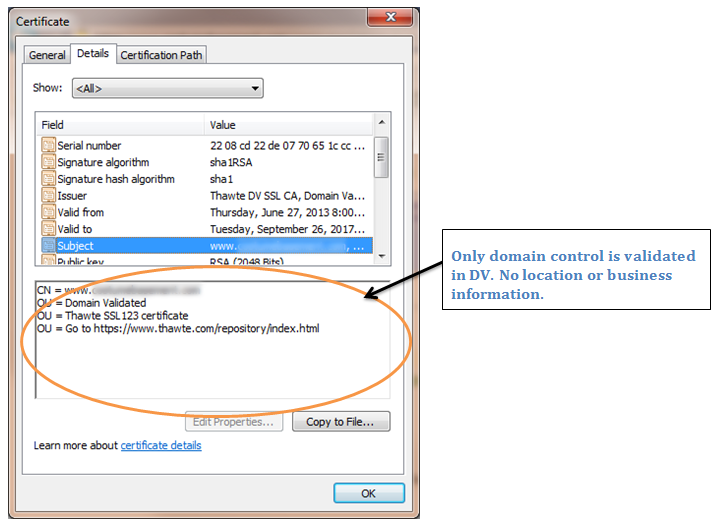 Certificate
General Details Certification Path
Show: <All>
Field Value
Serial number 22 08 cd 22 de 07 70 65 1c cc ...
Signature algorithm sha1RSA
Signature hash algorithm sha1
Issuer Thawte DV SSL CA, Domain Va...
Valid from Thursday, June 27, 2013 8:00...
Valid to Tuesday, September 26, 2017...
Subject www. , ...
Public key RSA (2048 Bits)
CN = www.
OU = Domain Validated
OU = Thawte SSL123 certificate
OU = Go to https://www.thawte.com/repository/index.html
Only domain control is validated
in DV. No location or business
information.
Edit Properties... Copy to File...
Learn more about certificate details
OK